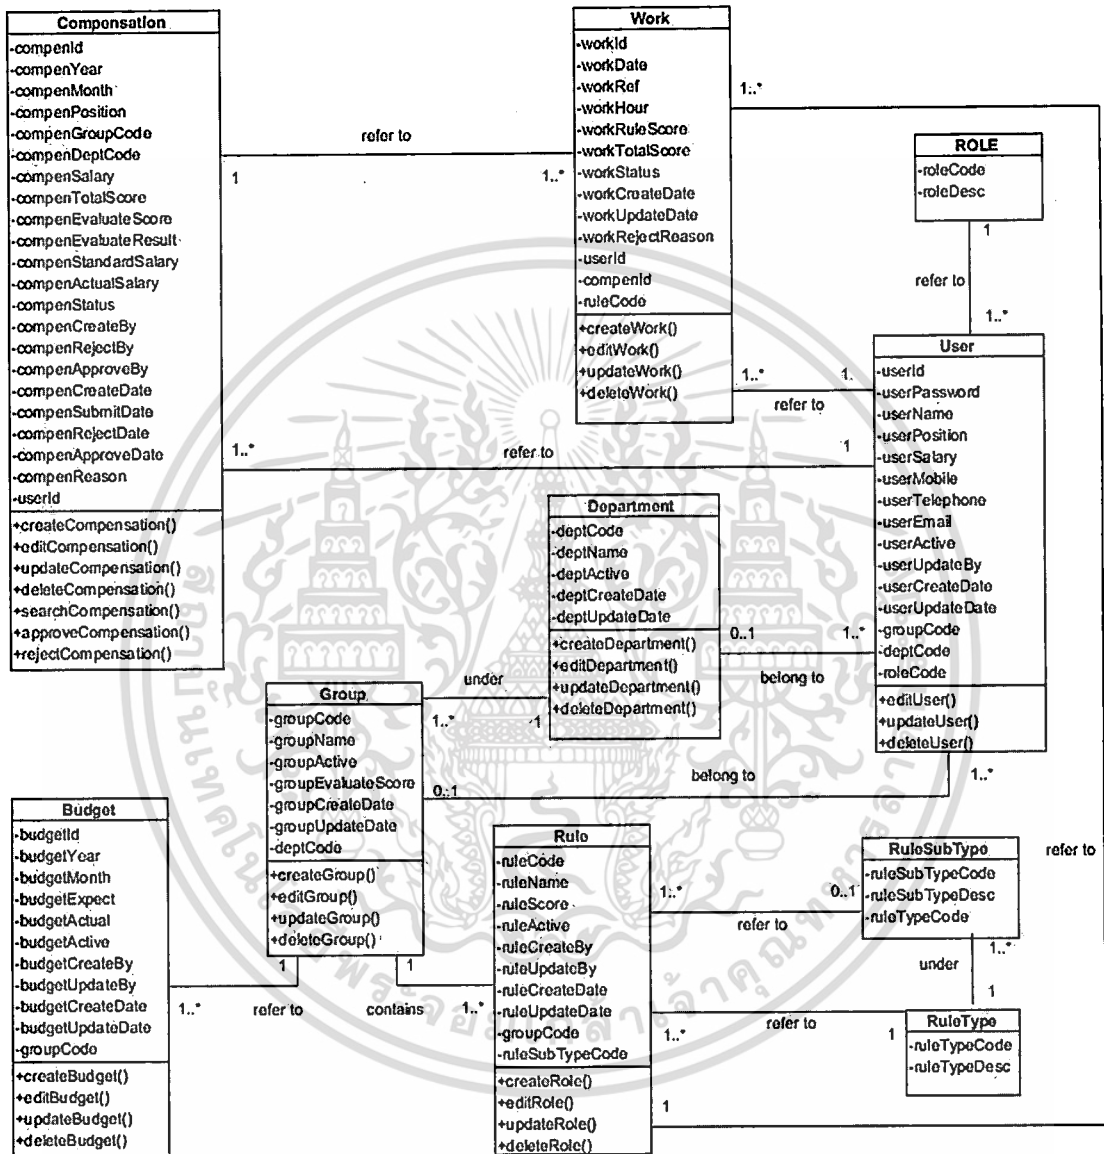 Compensation
-compenId
-compenYear
-compenMonth
-compenPosition
-compenGroupCode
-compenDeptCode
-compenSalary
-compenTotalScore
-compenEvaluateScore
-compenEvaluateResult
-compenStandardSalary
-compenActualSalary
-compenStatus
-compenCreateBy
-compenRejectBy
-compenApproveBy
-compenCreateDate
-compenSubmitDate
-compenRejectDate
-compenApproveDate
-compenReason
-userId
+createCompensation()
+editCompensation()
+updateCompensation()
+deleteCompensation()
+searchCompensation()
+approveCompensation()
+rejectCompensation()
refer to
1
1..*
Work
-workId
-workDate
-workRef
-workHour
-workRuleScore
-workTotalScore
-workStatus
-workCreateDate
-workUpdateDate
-workRejectReason
-userId
-compenId
-ruleCode
+createWork()
+editWork()
+updateWork()
+deleteWork()
1..*
ROLE
-roleCode
-roleDesc
1
refer to
1..*
1..*
1
refer to
User
-userId
-userPassword
-userName
-userPosition
-userSalary
-userMobile
-userTelephone
-userEmail
-userActive
-userUpdateBy
-userCreateDate
-userUpdateDate
-groupCode
-deptCode
-roleCode
+editUser()
+updateUser()
+deleteUser()
1..*
refer to
1
Department
-deptCode
-deptName
-deptActive
-deptCreateDate
-deptUpdateDate
+createDepartment()
+editDepartment()
+updateDepartment()
+deleteDepartment()
0..1
1..*
belong to
under
1..*
1
Group
-groupCode
-groupName
-groupActive
-groupEvaluateScore
-groupCreateDate
-groupUpdateDate
-deptCode
+createGroup()
+editGroup()
+updateGroup()
+deleteGroup()
belong to
0..1
1..*
Budget
-budgetId
-budgetYear
-budgetMonth
-budgetExpect
-budgetActual
-budgetActive
-budgetCreateBy
-budgetUpdateBy
-budgetCreateDate
-budgetUpdateDate
-groupCode
+createBudget()
+editBudget()
+updateBudget()
+deleteBudget()
1
1..*
refer to
1
contains
1..*
Rule
-ruleCode
-ruleName
-ruleScore
-ruleActive
-ruleCreateBy
-ruleUpdateBy
-ruleCreateDate
-ruleUpdateDate
-groupCode
-ruleSubTypeCode
+createRole()
+editRole()
+updateRole()
+deleteRole()
1..*
0..1
refer to
RuleSubType
-ruleSubTypeCode
-ruleSubTypeDesc
-ruleTypeCode
refer to
1..*
under
1
1..*
refer to
1
RuleType
-ruleTypeCode
-ruleTypeDesc
1